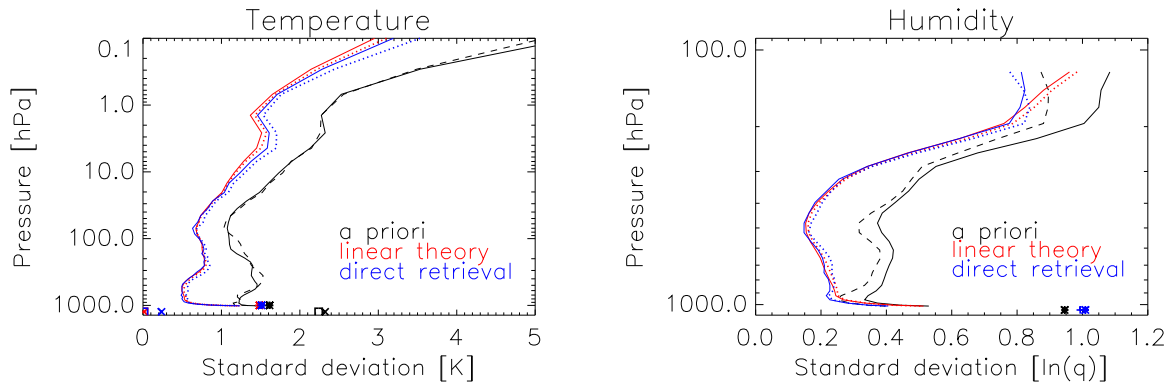 Temperature
0.1
1.0
10.0
100.0
1000.0
Pressure [hPa]
a priori
linear theory
direct retrieval
0 1 2 3 4 5
Standard deviation [K]
Humidity
100.0
1000.0
Pressure [hPa]
a priori
linear theory
direct retrieval
0.0 0.2 0.4 0.6 0.8 1.0 1.2
Standard deviation [ln(q)]